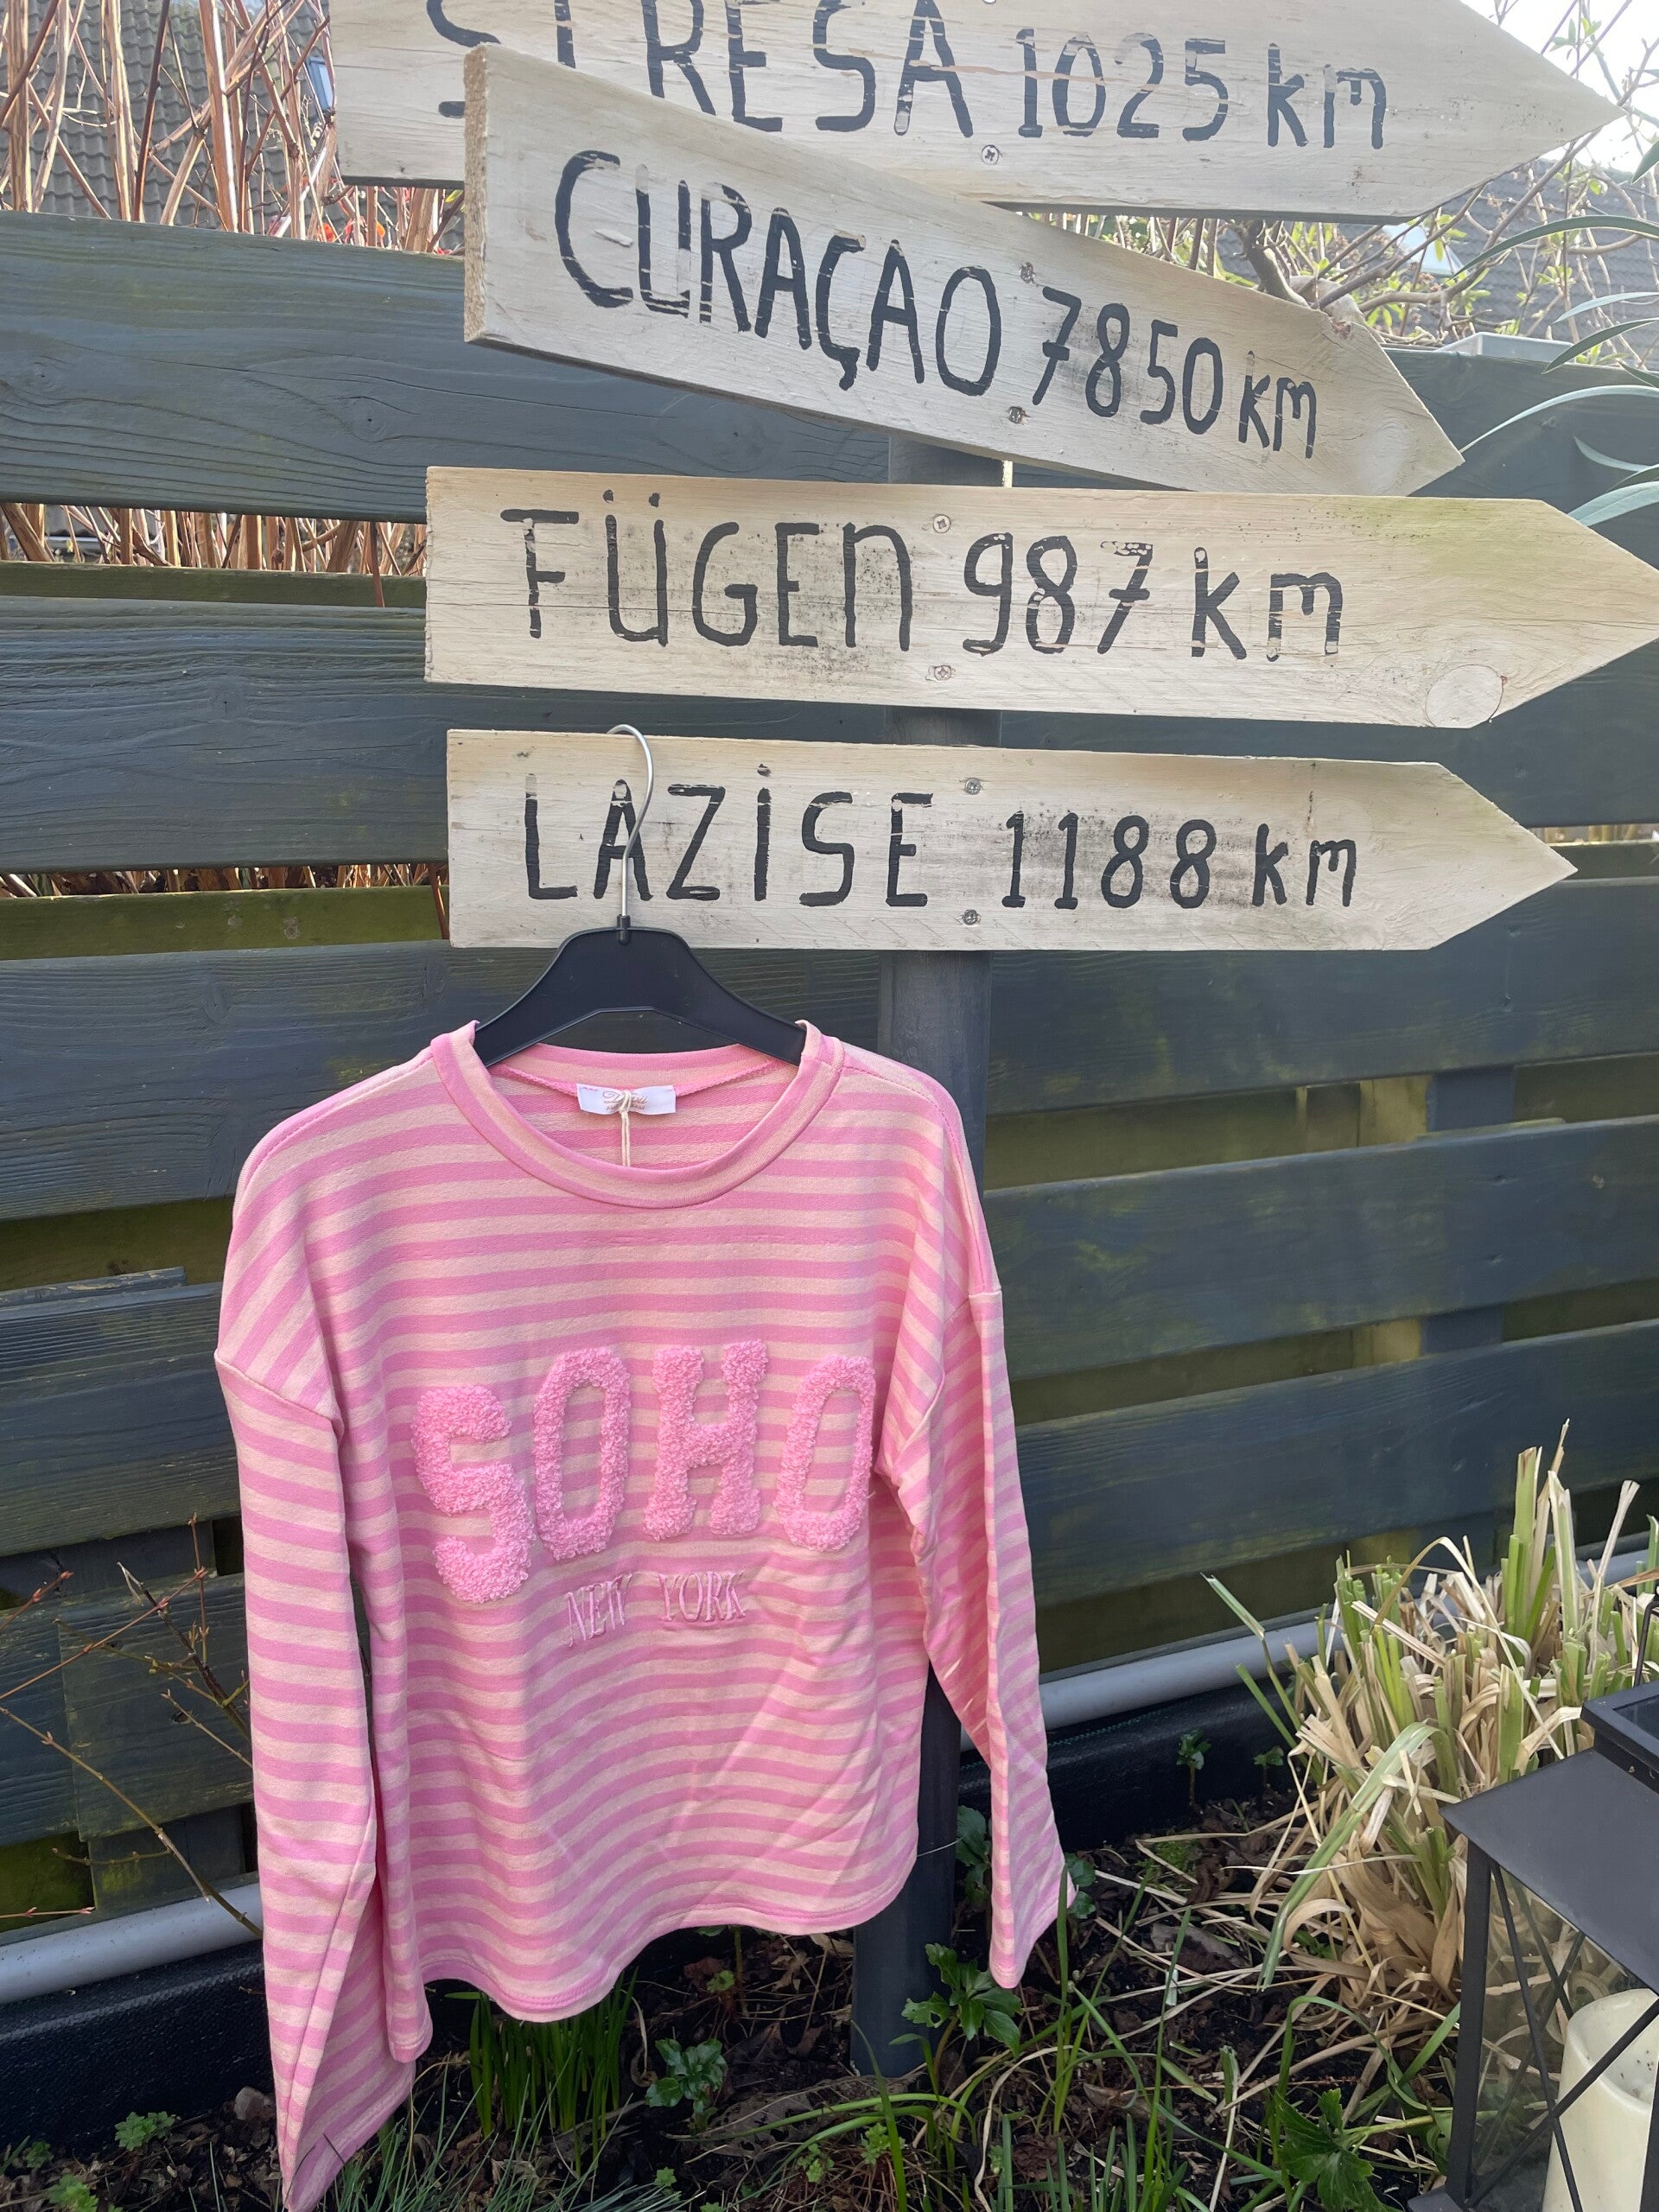 STRESA 1025 km
CURAÇAO 7850 km
FÜGEN 987 km
LAZISE 1188 km
SOHO
NEW YORK